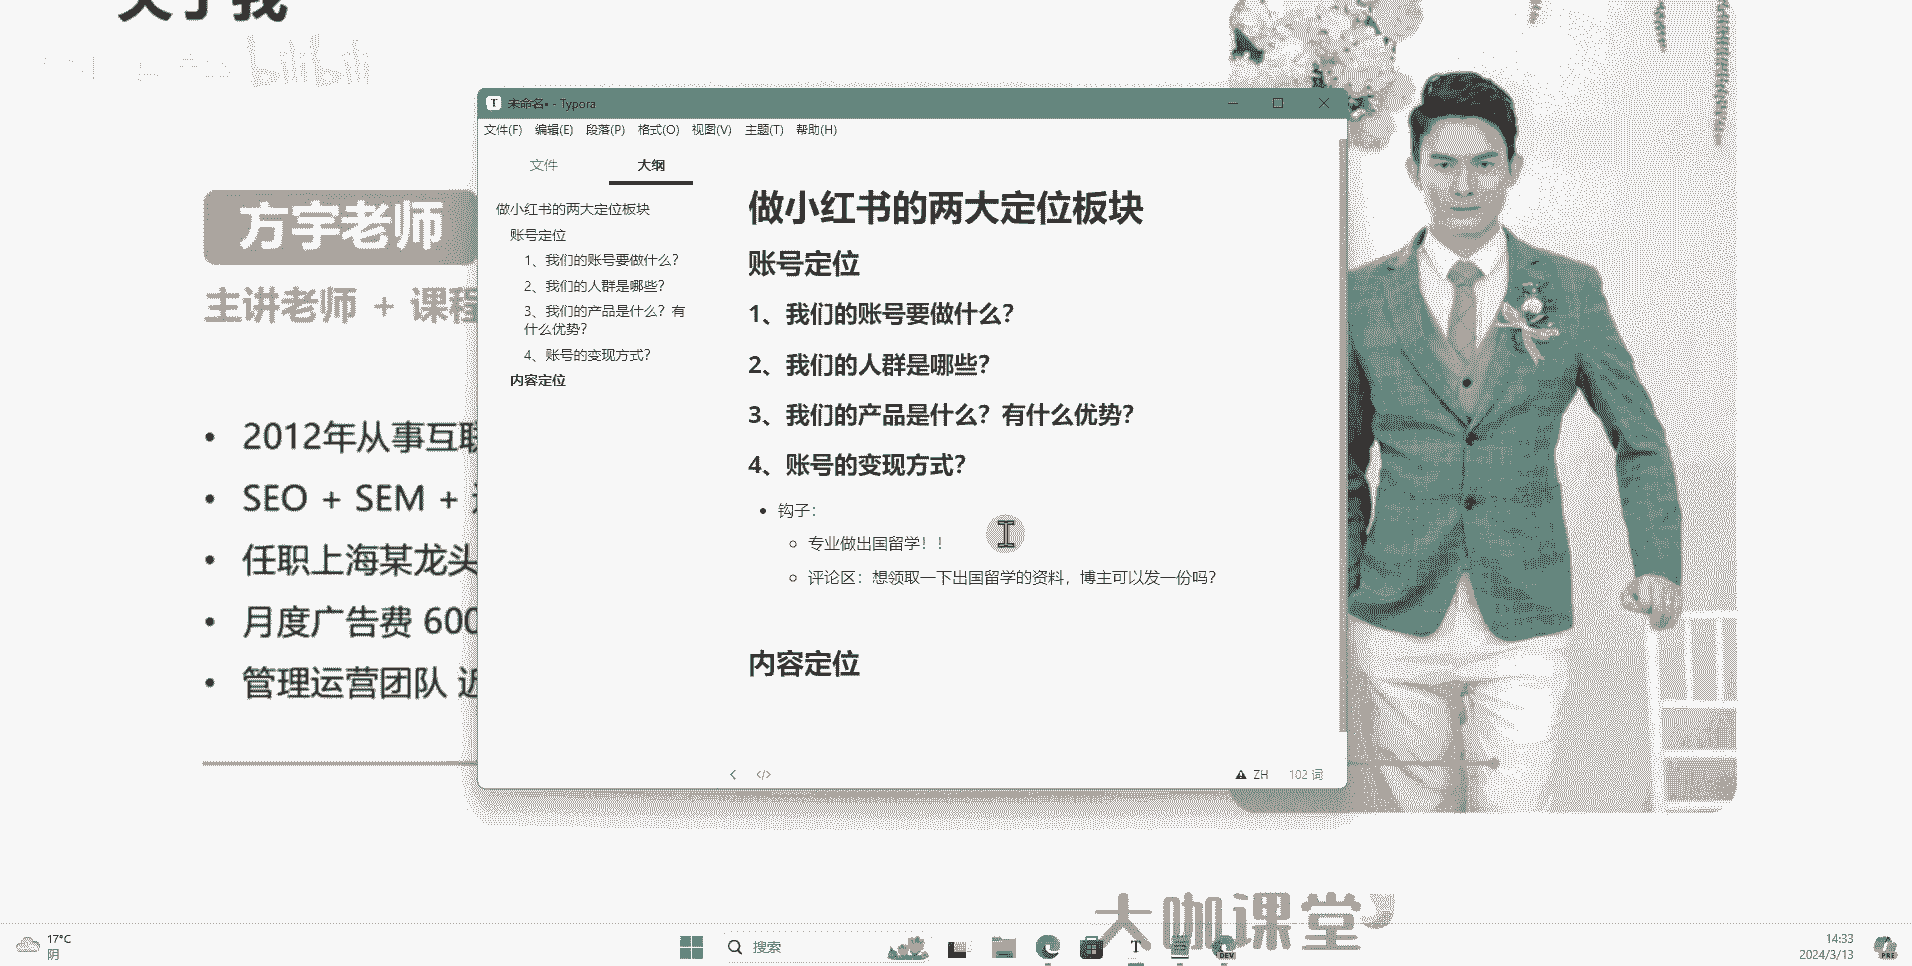 关于我
bilibili
方宇老师
主讲老师 + 课程
• 2012年从事互联
• SEO + SEM +
• 任职上海某龙头
• 月度广告费 600
• 管理运营团队 近
未命名• - Typora
文件(F) 编辑(E) 段落(P) 格式(O) 视图(V) 主题(T) 帮助(H)
文件 大纲
做小红书的两大定位板块
账号定位
1、我们的账号要做什么?
2、我们的人群是哪些?
3、我们的产品是什么? 有
什么优势?
4、账号的变现方式?
内容定位
做小红书的两大定位板块
账号定位
1、我们的账号要做什么?
2、我们的人群是哪些?
3、我们的产品是什么? 有什么优势?
4、账号的变现方式?
• 钩子:
专业做出国留学! !
评论区: 想领取一下出国留学的资料, 博主可以发一份吗?
内容定位
</> ZH 102 词
大咖课堂
17°C
阴
搜索
T
DEV
14:33
2024/3/13
PRE